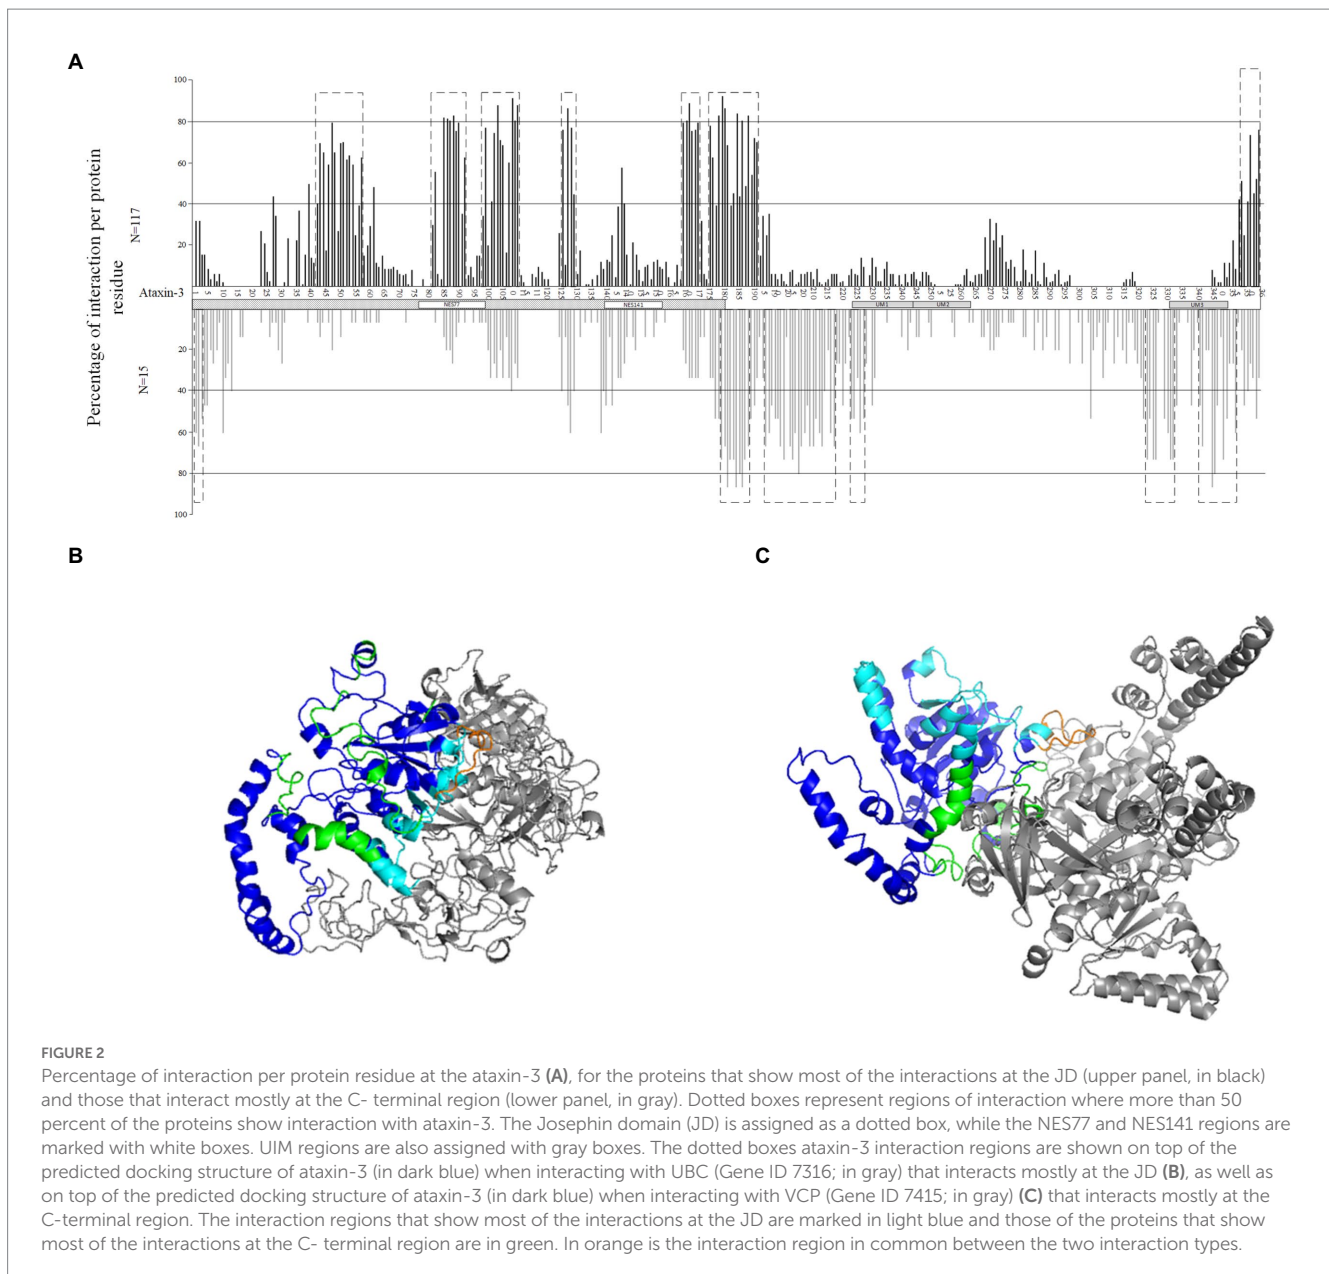 A
100
80
60
40
20
Percentage of interaction per protein
residue
N=117
N=15
Ataxin-3
NES77
NES141
UIM1
UIM2
UIM3
20
40
60
80
100
B
C
FIGURE 2
Percentage of interaction per protein residue at the ataxin-3 (A), for the proteins that show most of the interactions at the JD (upper panel, in black)
and those that interact mostly at the C- terminal region (lower panel, in gray). Dotted boxes represent regions of interaction where more than 50
percent of the proteins show interaction with ataxin-3. The Josephin domain (JD) is assigned as a dotted box, while the NES77 and NES141 regions are
marked with white boxes. UIM regions are also assigned with gray boxes. The dotted boxes ataxin-3 interaction regions are shown on top of the
predicted docking structure of ataxin-3 (in dark blue) when interacting with UBC (Gene ID 7316; in gray) that interacts mostly at the JD (B), as well as
on top of the predicted docking structure of ataxin-3 (in dark blue) when interacting with VCP (Gene ID 7415; in gray) (C) that interacts mostly at the
C-terminal region. The interaction regions that show most of the interactions at the JD are marked in light blue and those of the proteins that show
most of the interactions at the C- terminal region are in green. In orange is the interaction region in common between the two interaction types.